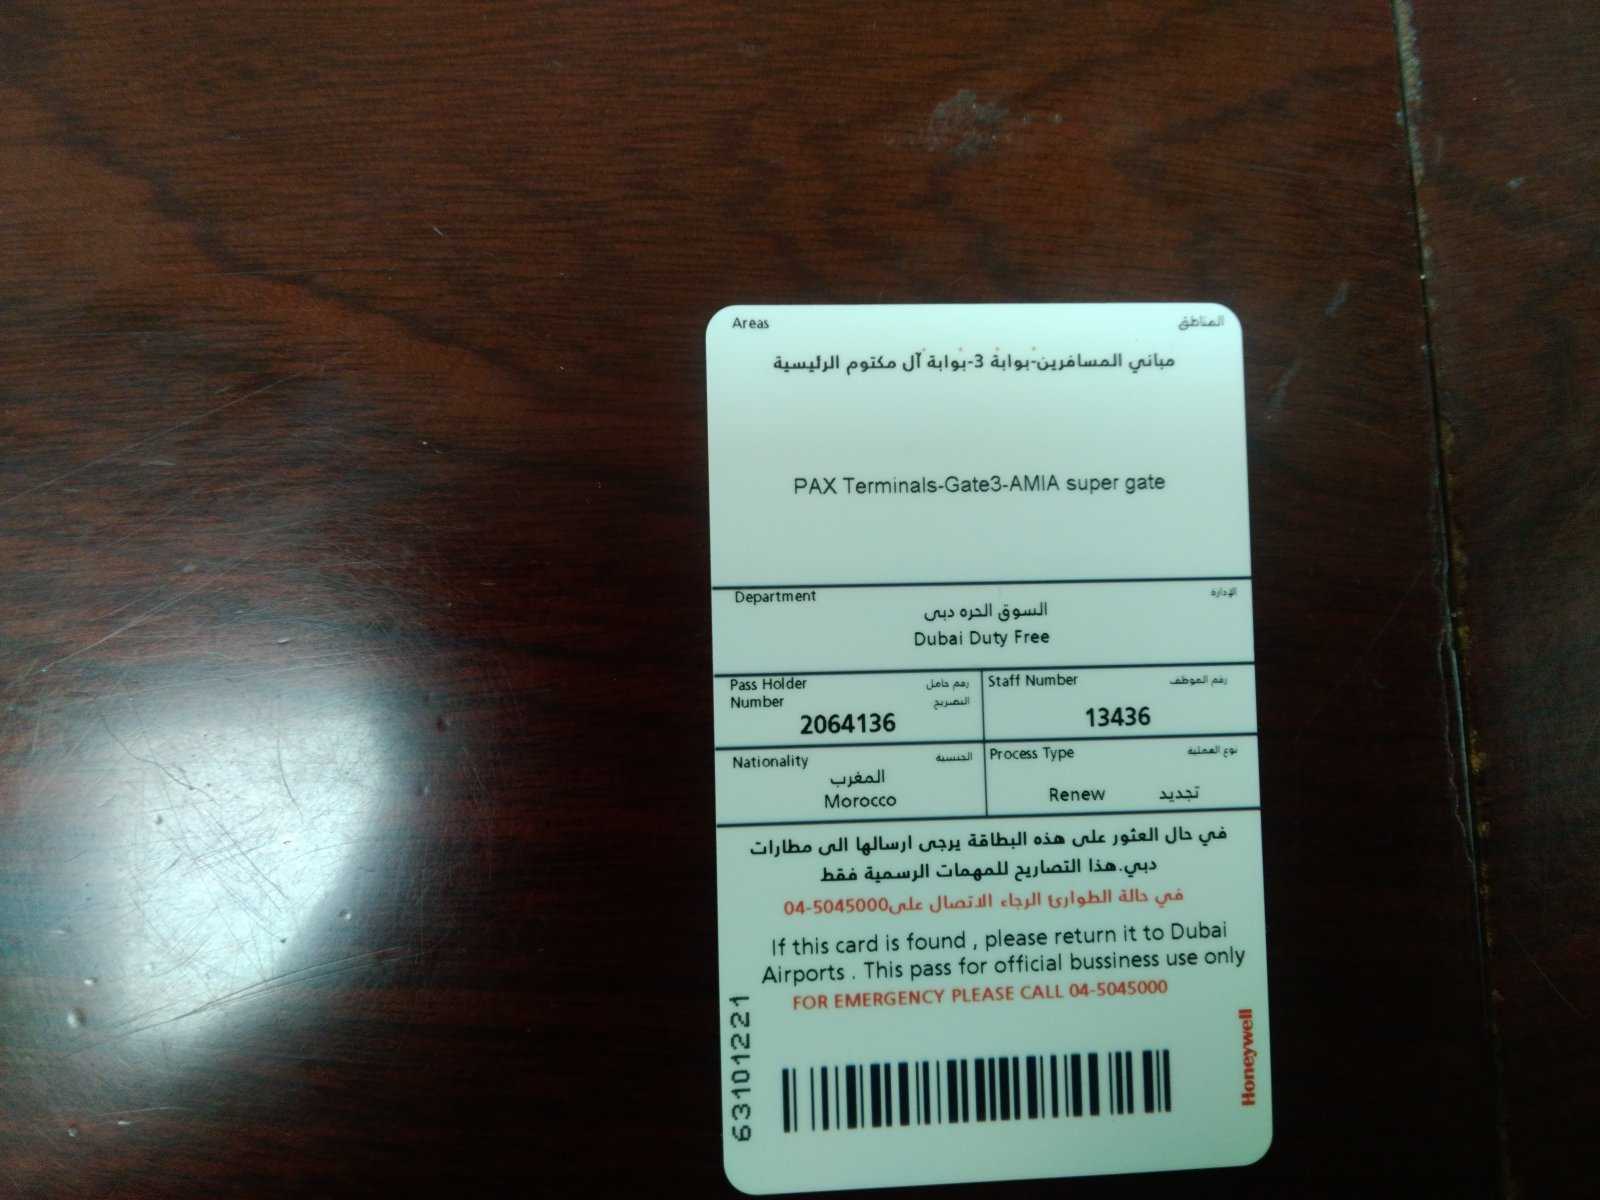 Areas المناطق
مباني المسافرين-بوابة 3-بوابة آل مكتوم الرئيسية
PAX Terminals-Gate3-AMIA super gate
Department الإدارة
السوق الحره دبى
Dubai Duty Free
Pass Holder رقم حامل
Number التصريح
2064136
Staff Number رقم الموظف
13436
Nationality الجنسية
المغرب
Morocco
Process Type نوع العملية
Renew تجديد
في حال العثور على هذه البطاقة يرجى ارسالها الى مطارات
دبي.هذا التصاريح للمهمات الرسمية فقط
في حالة الطوارئ الرجاء الاتصال على04-5045000
If this card is found , please return it to Dubai
Airports . This pass for official bussiness use only
FOR EMERGENCY PLEASE CALL 04-5045000
63101221
Honeywell